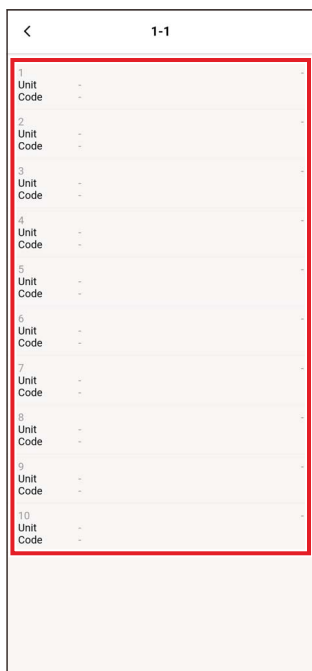 1-1
1 -
Unit -
Code -
2 -
Unit -
Code -
3 -
Unit -
Code -
4 -
Unit -
Code -
5 -
Unit -
Code -
6 -
Unit -
Code -
7 -
Unit -
Code -
8 -
Unit -
Code -
9 -
Unit -
Code -
10 -
Unit -
Code -